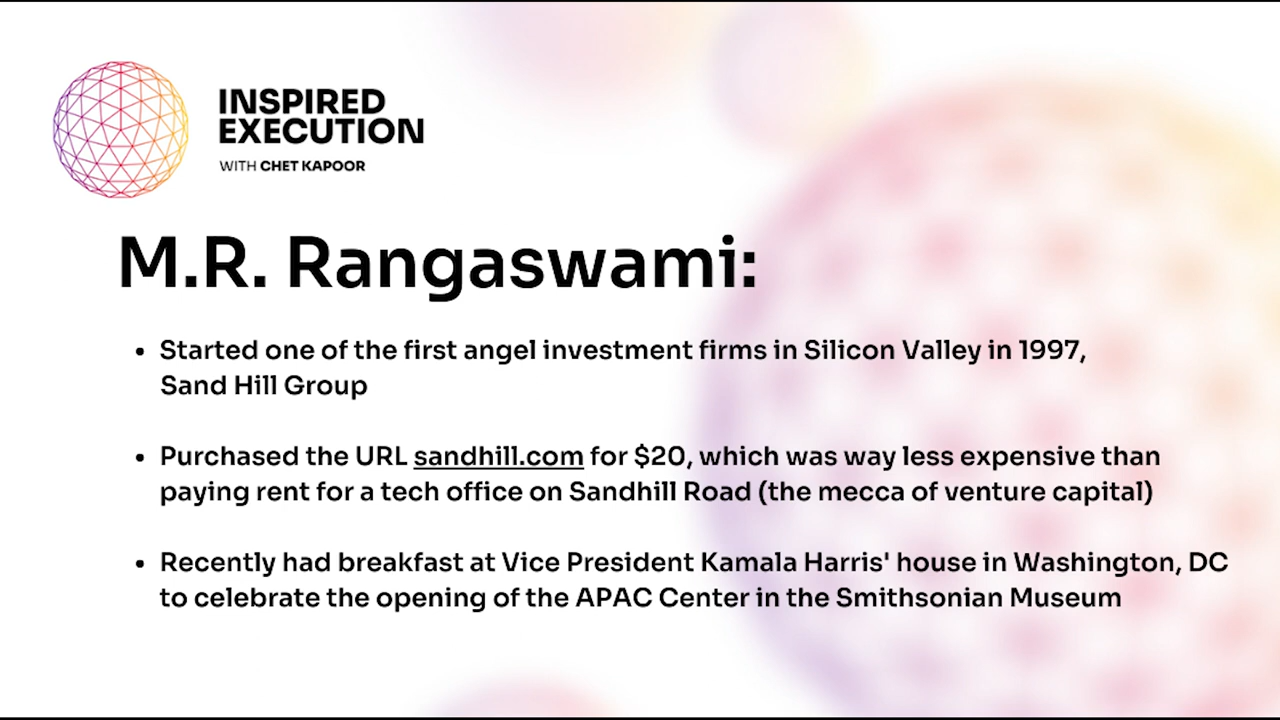 INSPIRED
EXECUTION
WITH CHET KAPOOR
M.R. Rangaswami:
• Started one of the first angel investment firms in Silicon Valley in 1997,
Sand Hill Group
• Purchased the URL sandhill.com for $20, which was way less expensive than
paying rent for a tech office on Sandhill Road (the mecca of venture capital)
• Recently had breakfast at Vice President Kamala Harris' house in Washington, DC
to celebrate the opening of the APAC Center in the Smithsonian Museum